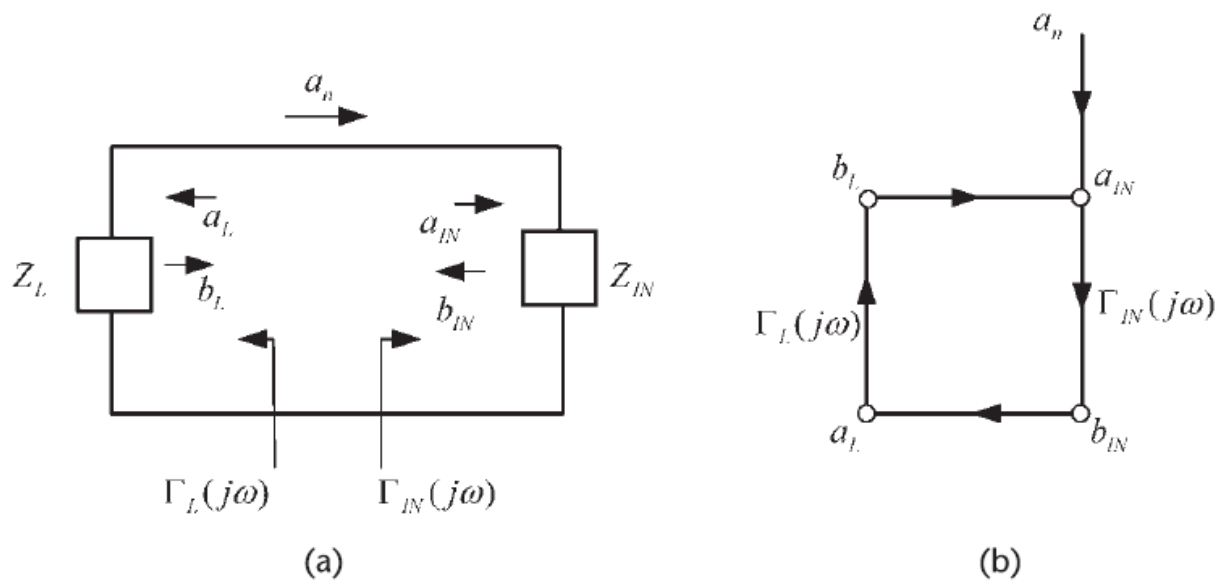 a_n
a_L
b_L
Z_L
a_IN
b_IN
Z_IN
Γ_L(jω)
Γ_IN(jω)
(a)
a_n
b_L
a_IN
Γ_L(jω)
Γ_IN(jω)
a_L
b_IN
(b)